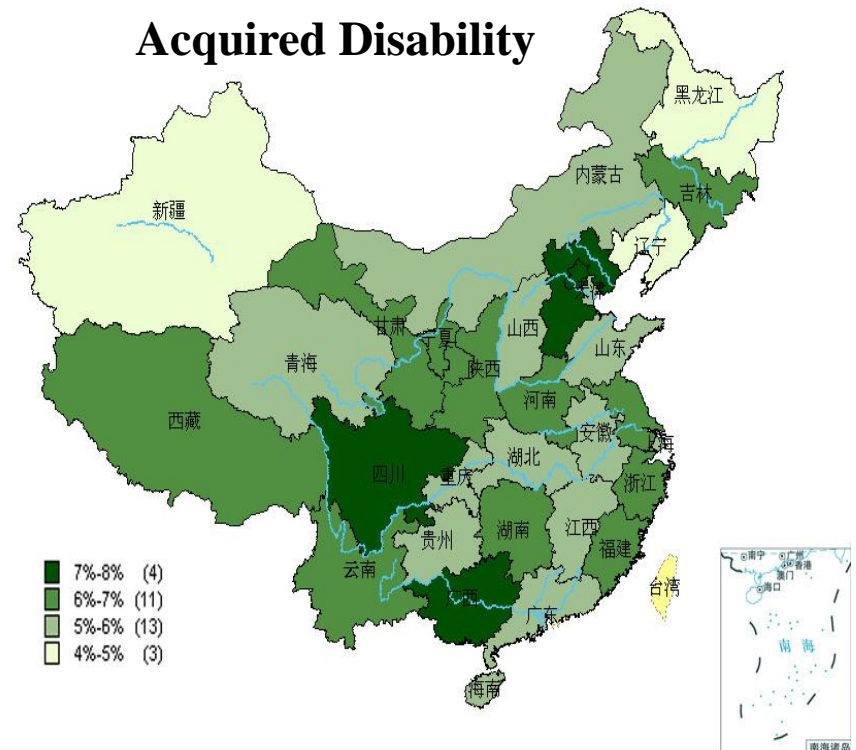 Acquired Disability
黑龙江
内蒙古
吉林
新疆
辽宁
甘肃
宁夏
山西
山东
青海
陕西
河南
西藏
安徽
上海
湖北
四川
重庆
浙江
湖南
江西
贵州
福建
云南
广西
广东
台湾
海南
7%-8% (4)
6%-7% (11)
5%-6% (13)
4%-5% (3)
南宁
广州
香港
澳门
海口
南海
南海诸岛